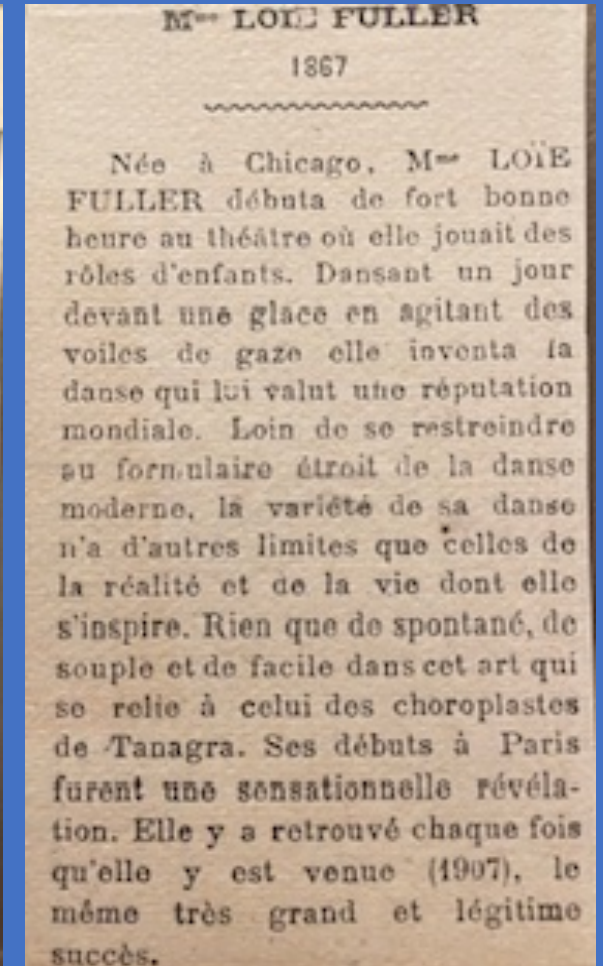 Mme LOÏE FULLER
1867
Née à Chicago, Mme LOÏE
FULLER débuta de fort bonne
heure au théâtre où elle jouait des
rôles d'enfants. Dansant un jour
devant une glace en agitant des
voiles de gaze elle inventa la
danse qui lui valut une réputation
mondiale. Loin de se restreindre
au formulaire étroit de la danse
moderne, la variété de sa danse
n'a d'autres limites que celles de
la réalité et de la vie dont elle
s'inspire. Rien que de spontané, de
souple et de facile dans cet art qui
se relie à celui des choroplastes
de Tanagra. Ses débuts à Paris
furent une sensationnelle révéla-
tion. Elle y a retrouvé chaque fois
qu'elle y est venue (1907), le
même très grand et légitime
succès.